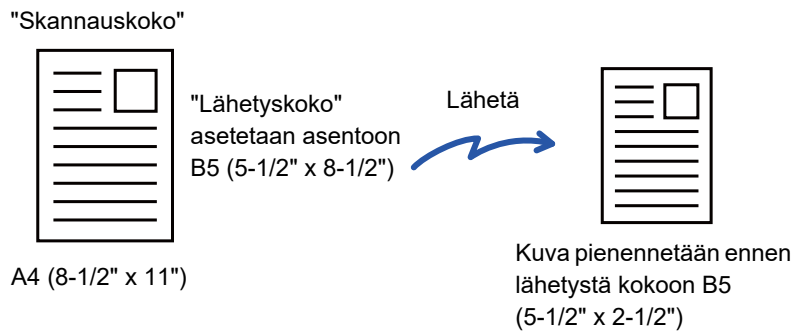 "Skannauskoko"
"Lähetyskoko"
asetetaan asentoon
B5 (5-1/2" x 8-1/2")
Lähetä
A4 (8-1/2" x 11")
Kuva pienennetään ennen
lähetystä kokoon B5
(5-1/2" x 2-1/2")